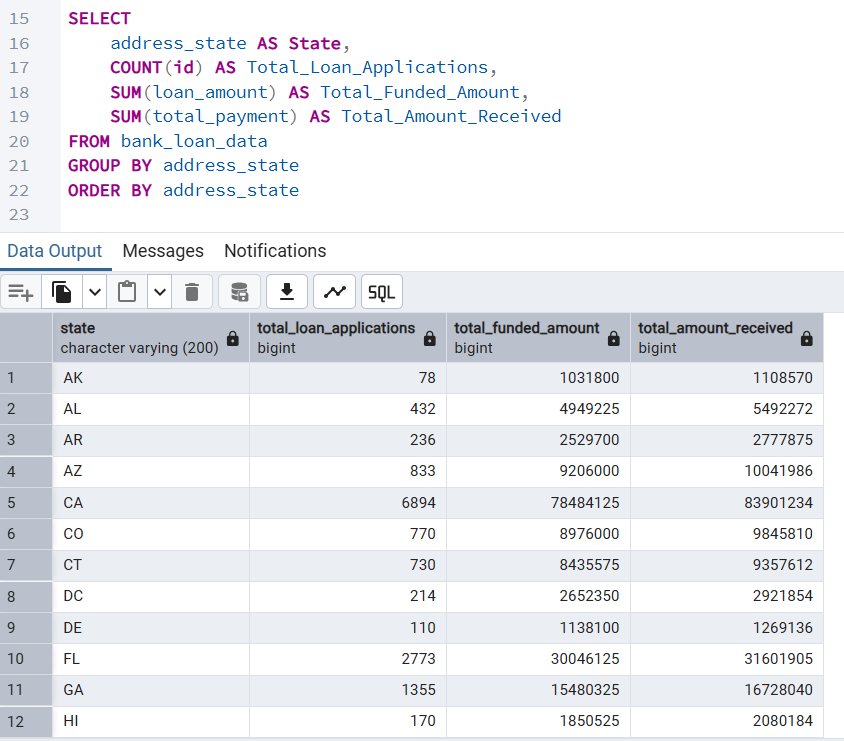 15 SELECT
16 address_state AS State,
17 COUNT(id) AS Total_Loan_Applications,
18 SUM(loan_amount) AS Total_Funded_Amount,
19 SUM(total_payment) AS Total_Amount_Received
20 FROM bank_loan_data
21 GROUP BY address_state
22 ORDER BY address_state
23
Data Output Messages Notifications
SQL
state total_loan_applications total_funded_amount total_amount_received
character varying (200) bigint bigint bigint
1 AK 78 1031800 1108570
2 AL 432 4949225 5492272
3 AR 236 2529700 2777875
4 AZ 833 9206000 10041986
5 CA 6894 78484125 83901234
6 CO 770 8976000 9845810
7 CT 730 8435575 9357612
8 DC 214 2652350 2921854
9 DE 110 1138100 1269136
10 FL 2773 30046125 31601905
11 GA 1355 15480325 16728040
12 HI 170 1850525 2080184